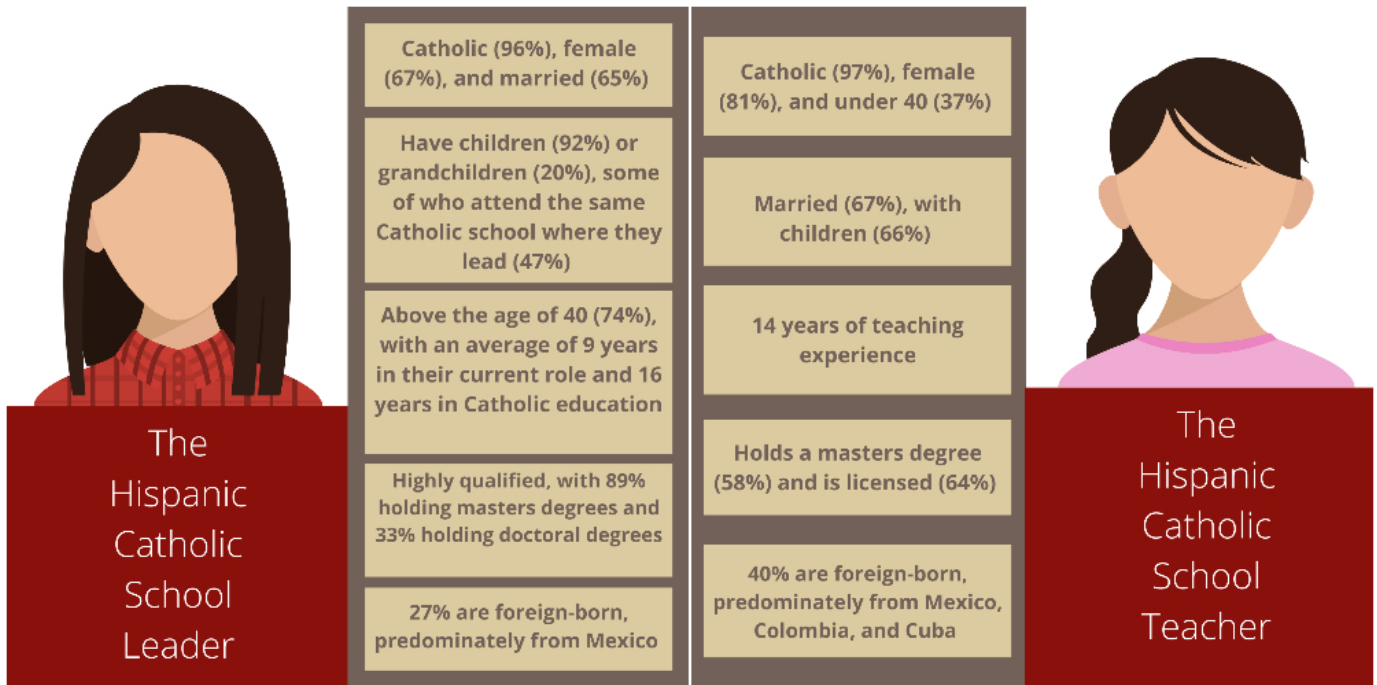 The
Hispanic
Catholic
School
Leader
Catholic (96%), female
(67%), and married (65%)
Have children (92%) or
grandchildren (20%), some
of who attend the same
Catholic school where they
lead (47%)
Above the age of 40 (74%),
with an average of 9 years
in their current role and 16
years in Catholic education
Highly qualified, with 89%
holding masters degrees and
33% holding doctoral degrees
27% are foreign-born,
predominately from Mexico
Catholic (97%), female
(81%), and under 40 (37%)
Married (67%), with
children (66%)
14 years of teaching
experience
Holds a masters degree
(58%) and is licensed (64%)
40% are foreign-born,
predominately from Mexico,
Colombia, and Cuba
The
Hispanic
Catholic
School
Teacher